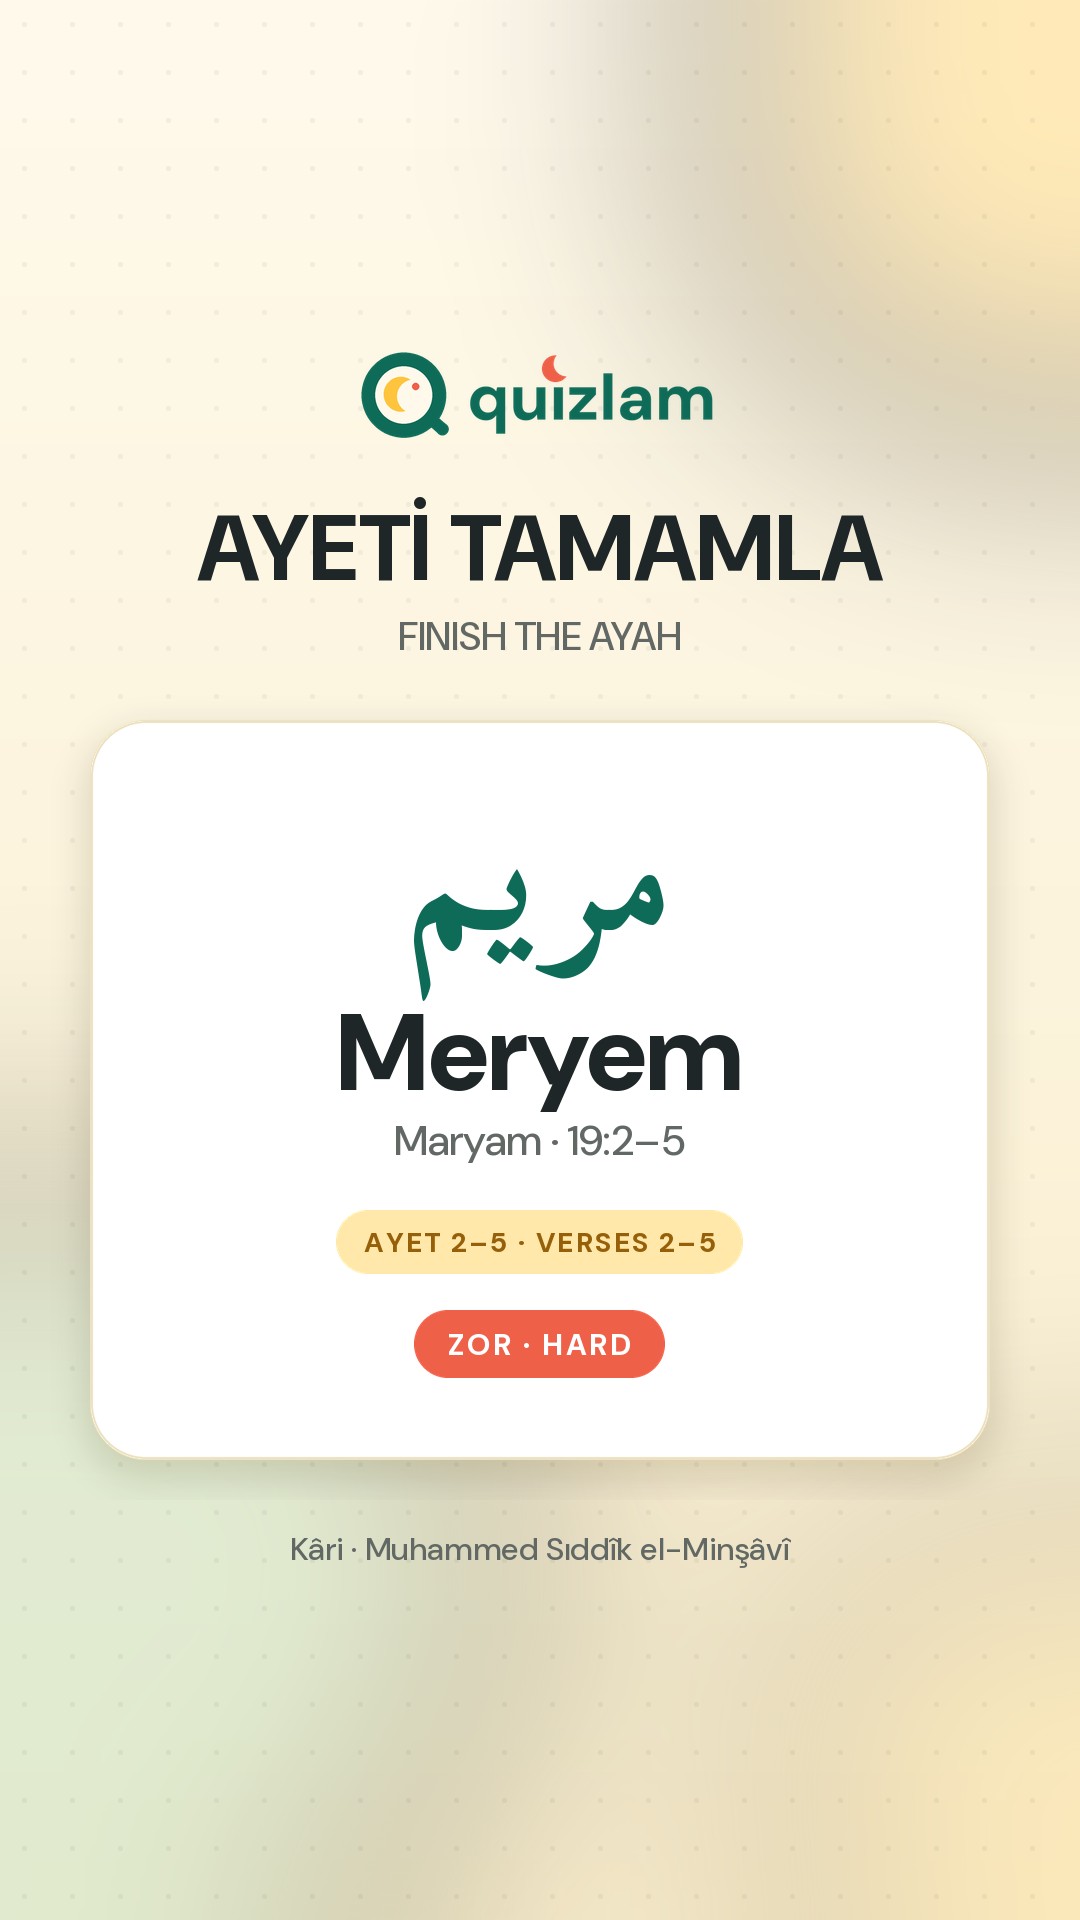 quizlam
AYETİ TAMAMLA
FINISH THE AYAH
مريم
Meryem
Maryam · 19:2–5
AYET 2–5 · VERSES 2–5
ZOR · HARD
Kâri · Muhammed Sıddîk el-Minşâvî